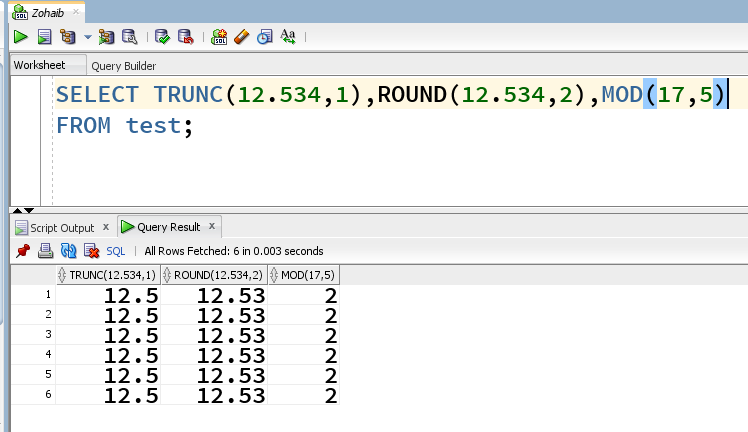 Zohaib
SQL
Aa
Worksheet Query Builder
SELECT TRUNC(12.534,1),ROUND(12.534,2),MOD(17,5)
FROM test;
Script Output x Query Result x
SQL | All Rows Fetched: 6 in 0.003 seconds
TRUNC(12.534,1) ROUND(12.534,2) MOD(17,5)
1 12.5 12.53 2
2 12.5 12.53 2
3 12.5 12.53 2
4 12.5 12.53 2
5 12.5 12.53 2
6 12.5 12.53 2